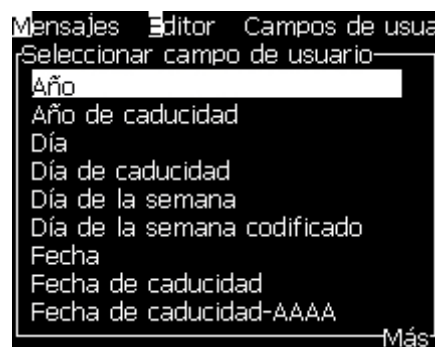 Mensajes Editor Campos de usua
Seleccionar campo de usuario
Año
Año de caducidad
Día
Día de caducidad
Día de la semana
Día de la semana codificado
Fecha
Fecha de caducidad
Fecha de caducidad-AAAA
Más